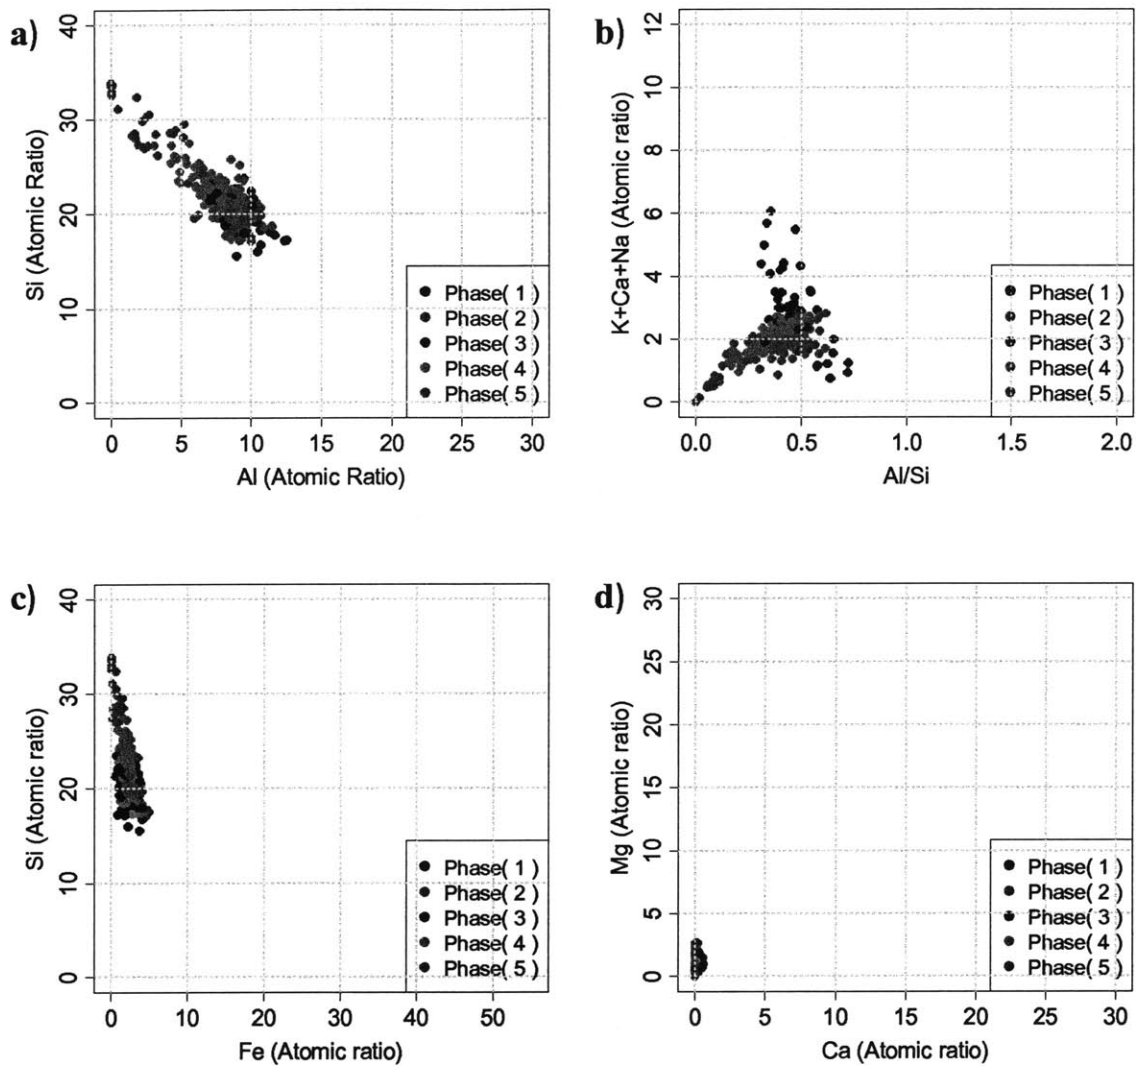 a)
40
30
20
10
0
Si (Atomic Ratio)
Phase( 1 )
Phase( 2 )
Phase( 3 )
Phase( 4 )
Phase( 5 )
0 5 10 15 20 25 30
Al (Atomic Ratio)
b)
12
10
8
6
4
2
0
K+Ca+Na (Atomic ratio)
Phase( 1 )
Phase( 2 )
Phase( 3 )
Phase( 4 )
Phase( 5 )
0.0 0.5 1.0 1.5 2.0
Al/Si
c)
40
30
20
10
0
Si (Atomic ratio)
Phase( 1 )
Phase( 2 )
Phase( 3 )
Phase( 4 )
Phase( 5 )
0 10 20 30 40 50
Fe (Atomic ratio)
d)
30
25
20
15
10
5
0
Mg (Atomic ratio)
Phase( 1 )
Phase( 2 )
Phase( 3 )
Phase( 4 )
Phase( 5 )
0 5 10 15 20 25 30
Ca (Atomic ratio)